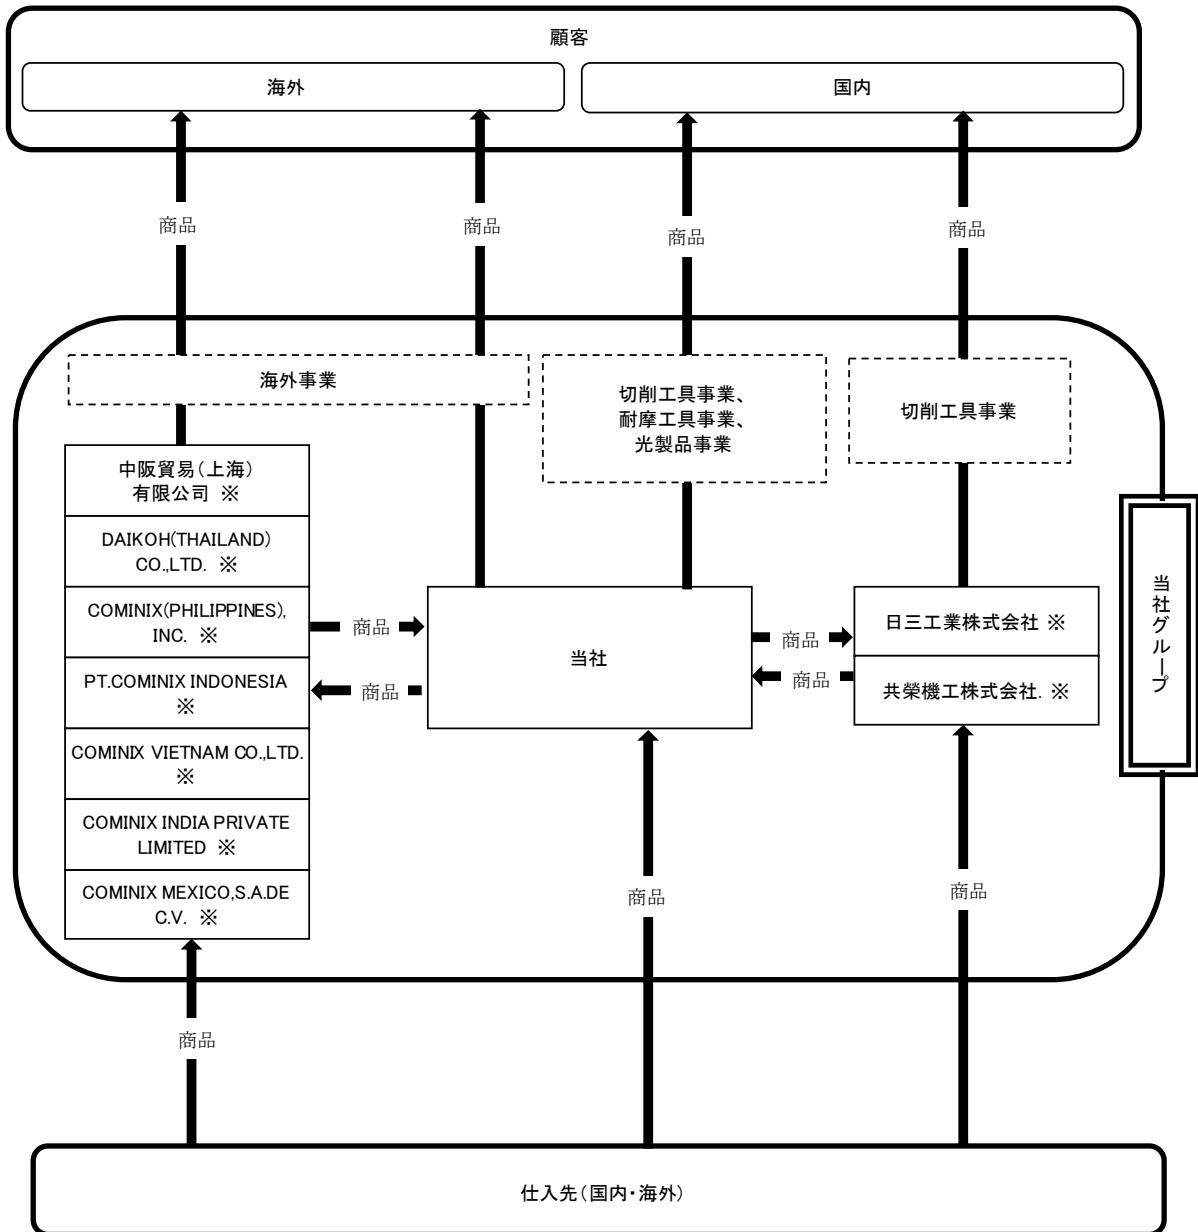 顧客
海外
国内
商品
商品
商品
商品
海外事業
切削工具事業、
耐摩工具事業、
光製品事業
切削工具事業
中阪貿易(上海)
有限公司 ※
DAIKOH(THAILAND)
CO.,LTD. ※
COMINIX(PHILIPPINES),
INC. ※
PT.COMINIX INDONESIA
※
COMINIX VIETNAM CO.,LTD.
※
COMINIX INDIA PRIVATE
LIMITED ※
COMINIX MEXICO,S.A.DE
C.V. ※
商品
商品
当社
商品
商品
日三工業株式会社 ※
共榮機工株式会社. ※
当社グループ
商品
商品
商品
仕入先(国内・海外)